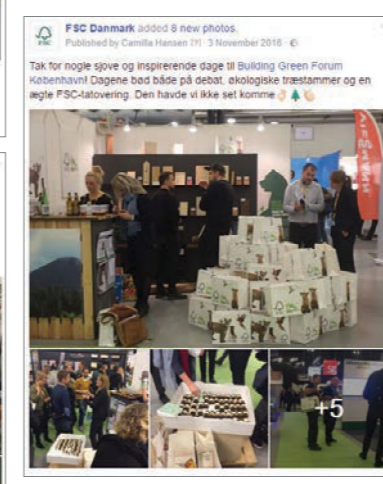 FSC Danmark added 8 new photos.
Published by Camilla Hansen [?] · 3 November 2016 ·
Tak for nogle sjove og inspirerende dage til Building Green Forum
København! Dagene bød både på debat, økologiske træstammer og en
ægte FSC-tatovering. Den havde vi ikke set komme
+5